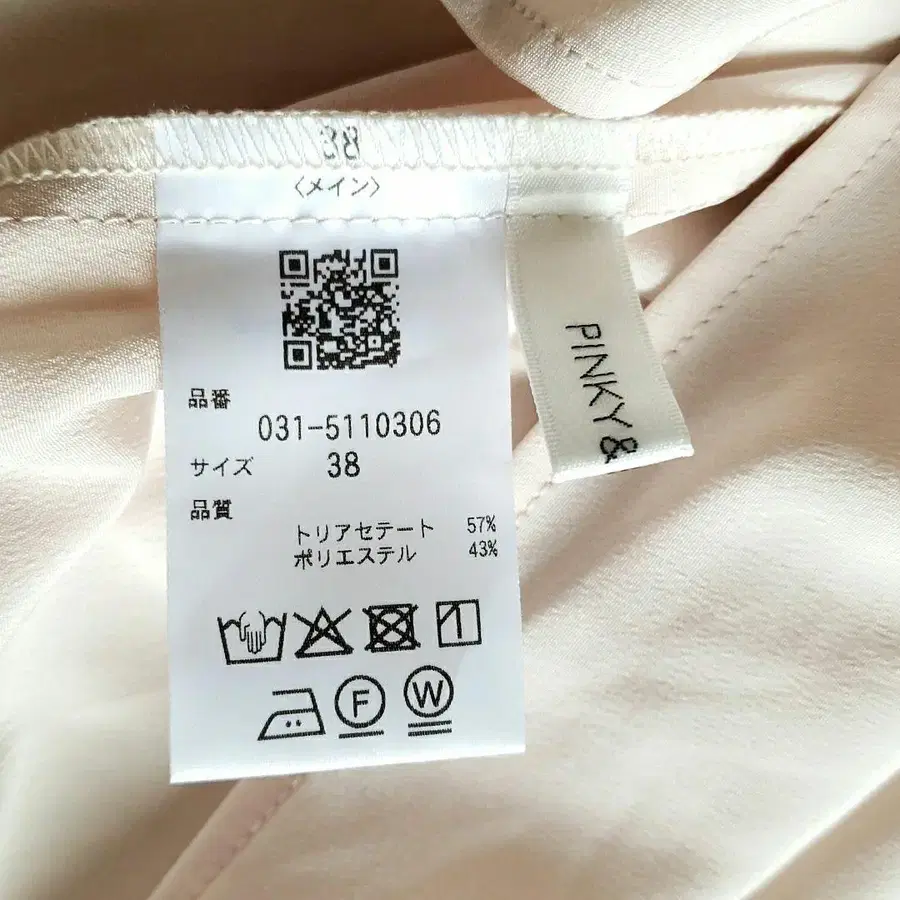 38
〈メイン〉
品番
031-5110306
サイズ 38
品質
トリアセテート 57%
ポリエステル 43%
F W
PINKY &